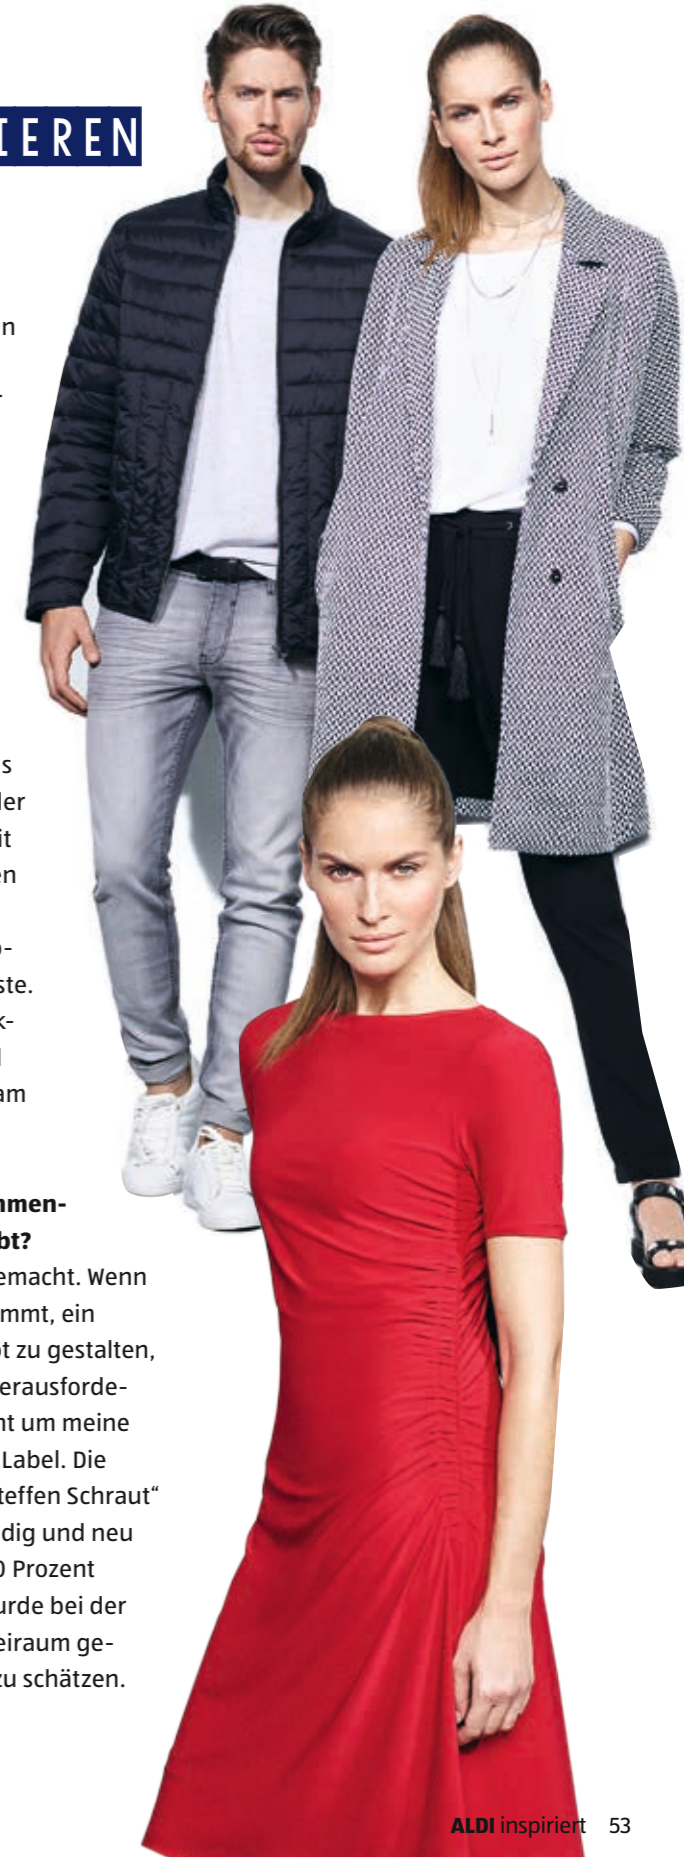 IEREN
n
.
s
ler
it
en
o-
ste.
k-
l
am
nmen-
bt?
emacht. Wenn
mmt, ein
ot zu gestalten,
erausforde-
nt um meine
Label. Die
teffen Schraut“
dig und neu
0 Prozent
urde bei der
eiraum ge-
zu schätzen.
ALDI inspiriert 53